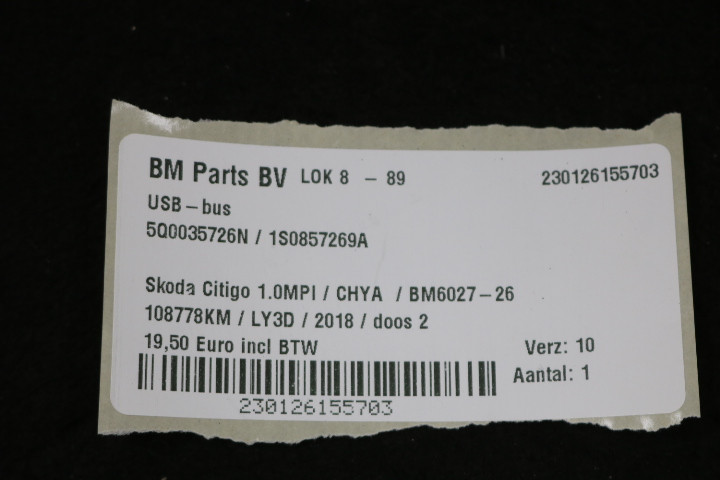 BM Parts BV LOK 8 - 89 230126155703
USB-bus
5Q0035726N / 1S0857269A
Skoda Citigo 1.0MPI / CHYA / BM6027-26
108778KM / LY3D / 2018 / doos 2
19,50 Euro incl BTW Verz: 10
Aantal: 1
230126155703